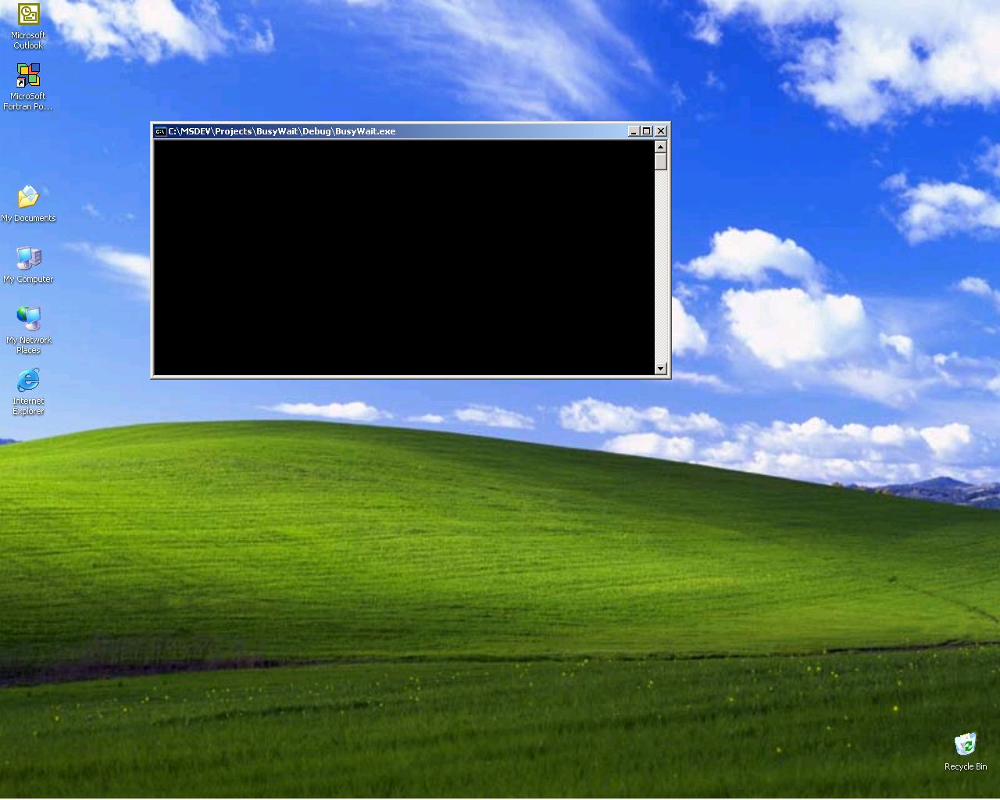 Microsoft
Outlook
MicroSoft
Fortran Po...
C:\MSDEV\Projects\BusyWait\Debug\BusyWait.exe
My Documents
My Computer
My Network
Places
Internet
Explorer
Recycle Bin